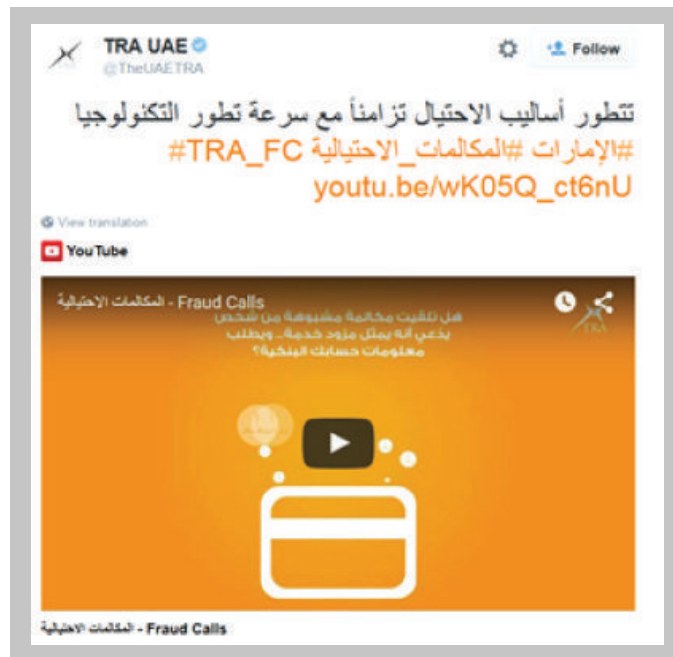 TRA UAE
@TheUAETRA
Follow
تتطور أساليب الاحتيال تزامناً مع سرعة تطور التكنولوجيا
#الإمارات #المكالمات_الاحتيالية TRA_FC#
youtu.be/wK05Q_ct6nU
View translation
YouTube
المكالمات الاحتيالية - Fraud Calls
هل تلقيت مكالمة مشبوهة من شخص
يدعي أنه يمثل مزود خدمة.. ويطلب
معلومات حسابك البنكية؟
TRA
المكالمات الاحتيالية - Fraud Calls